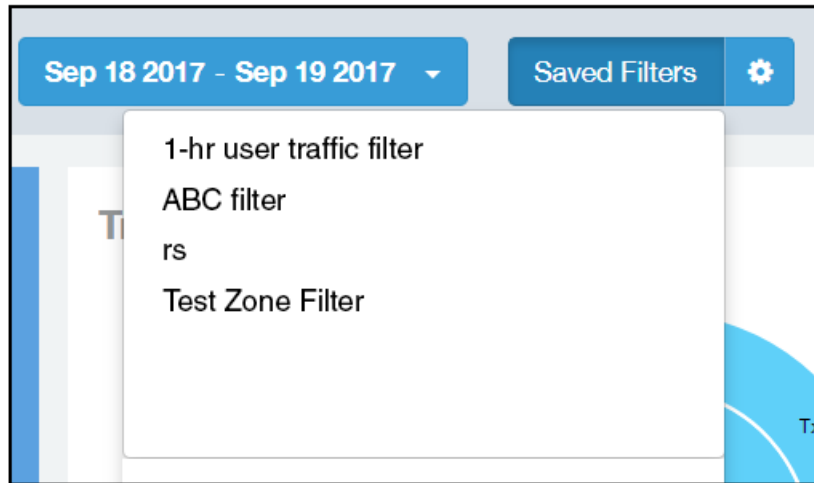 Sep 18 2017 - Sep 19 2017
Saved Filters
1-hr user traffic filter
ABC filter
rs
Test Zone Filter